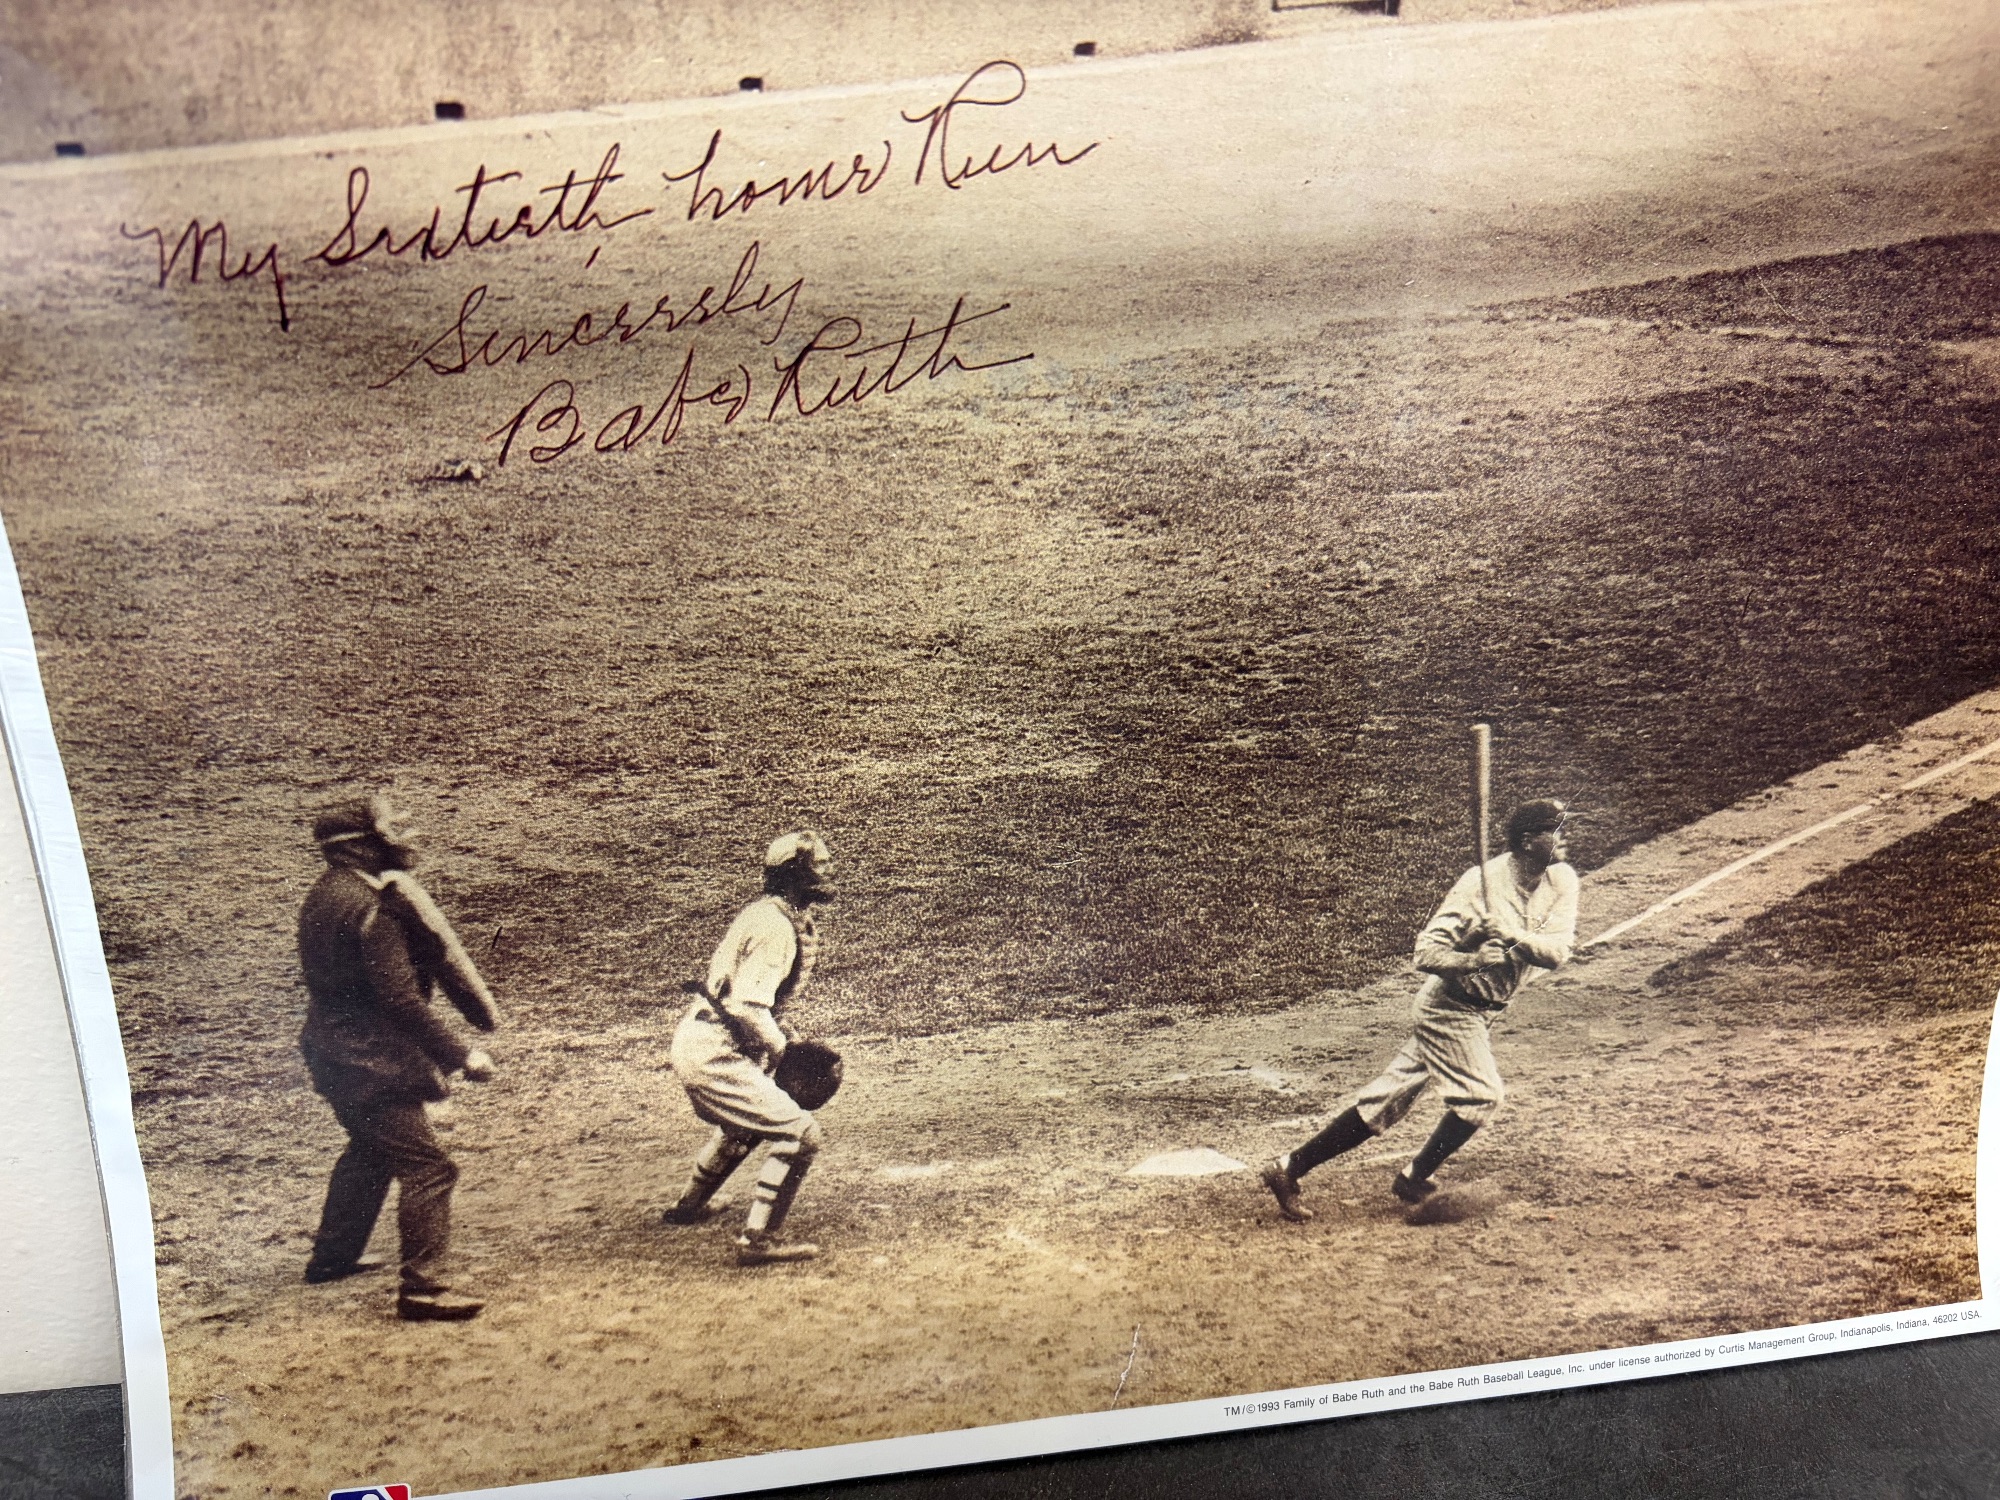 My Sixtieth home Run
Sincerely
Babe Ruth
TM/©1993 Family of Babe Ruth and the Babe Ruth Baseball League, Inc. under license authorized by Curtis Management Group, Indianapolis, Indiana, 46202 USA.